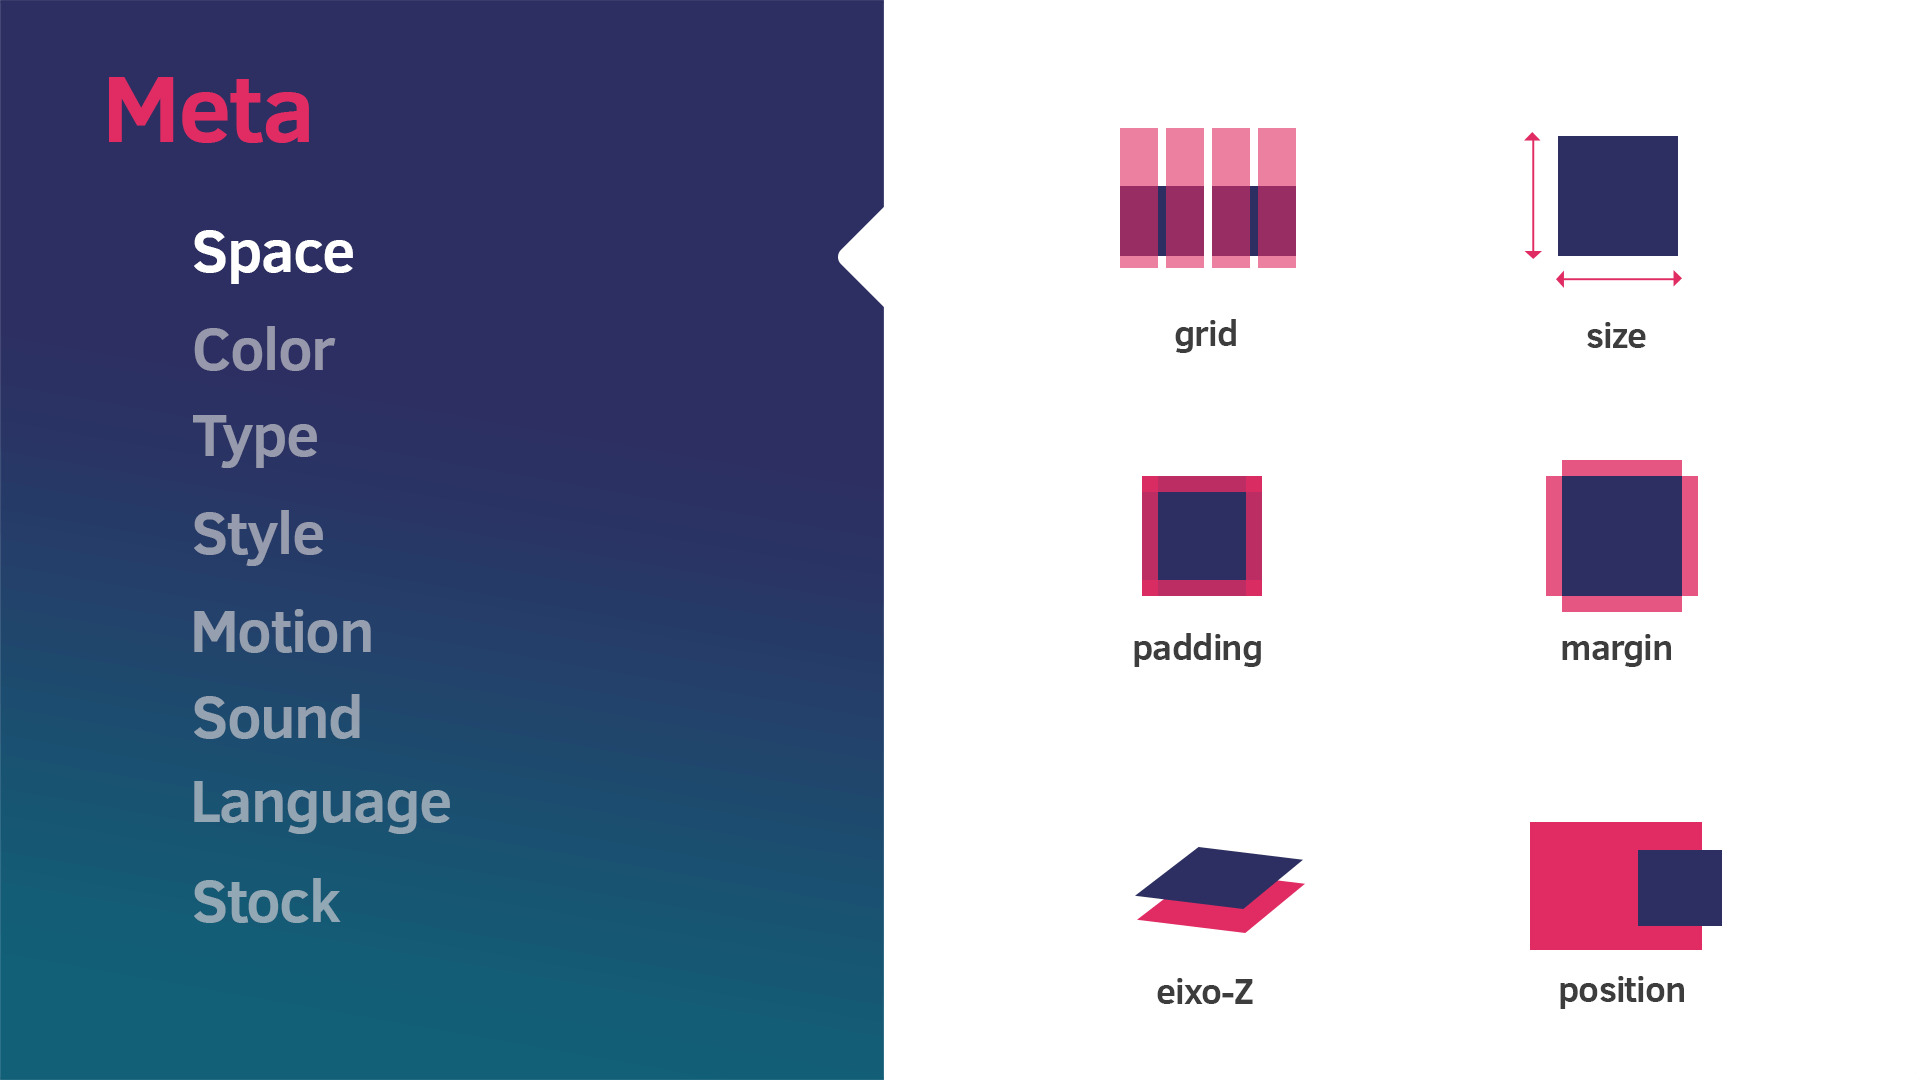 Meta
Space
Color
Type
Style
Motion
Sound
Language
Stock
grid
size
padding
margin
eixo-Z
position